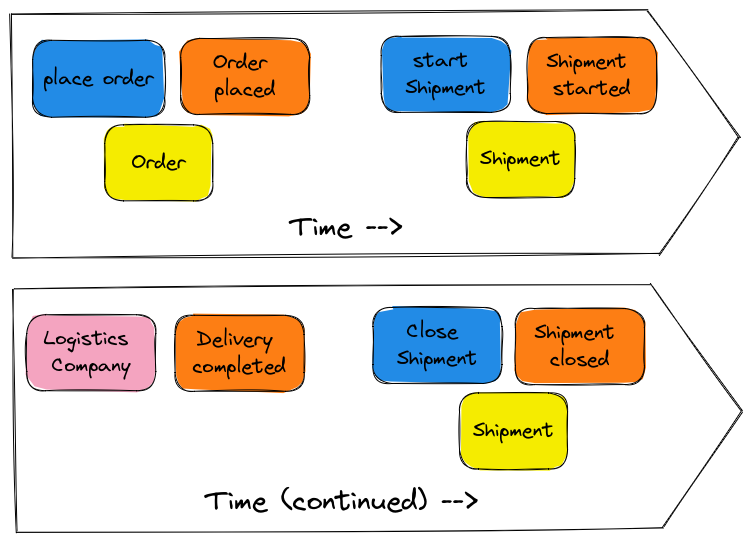 place order
Order
placed
start
Shipment
Shipment
started
Order
Shipment
Time -->
Logistics
Company
Delivery
completed
Close
Shipment
Shipment
closed
Shipment
Time (continued) -->